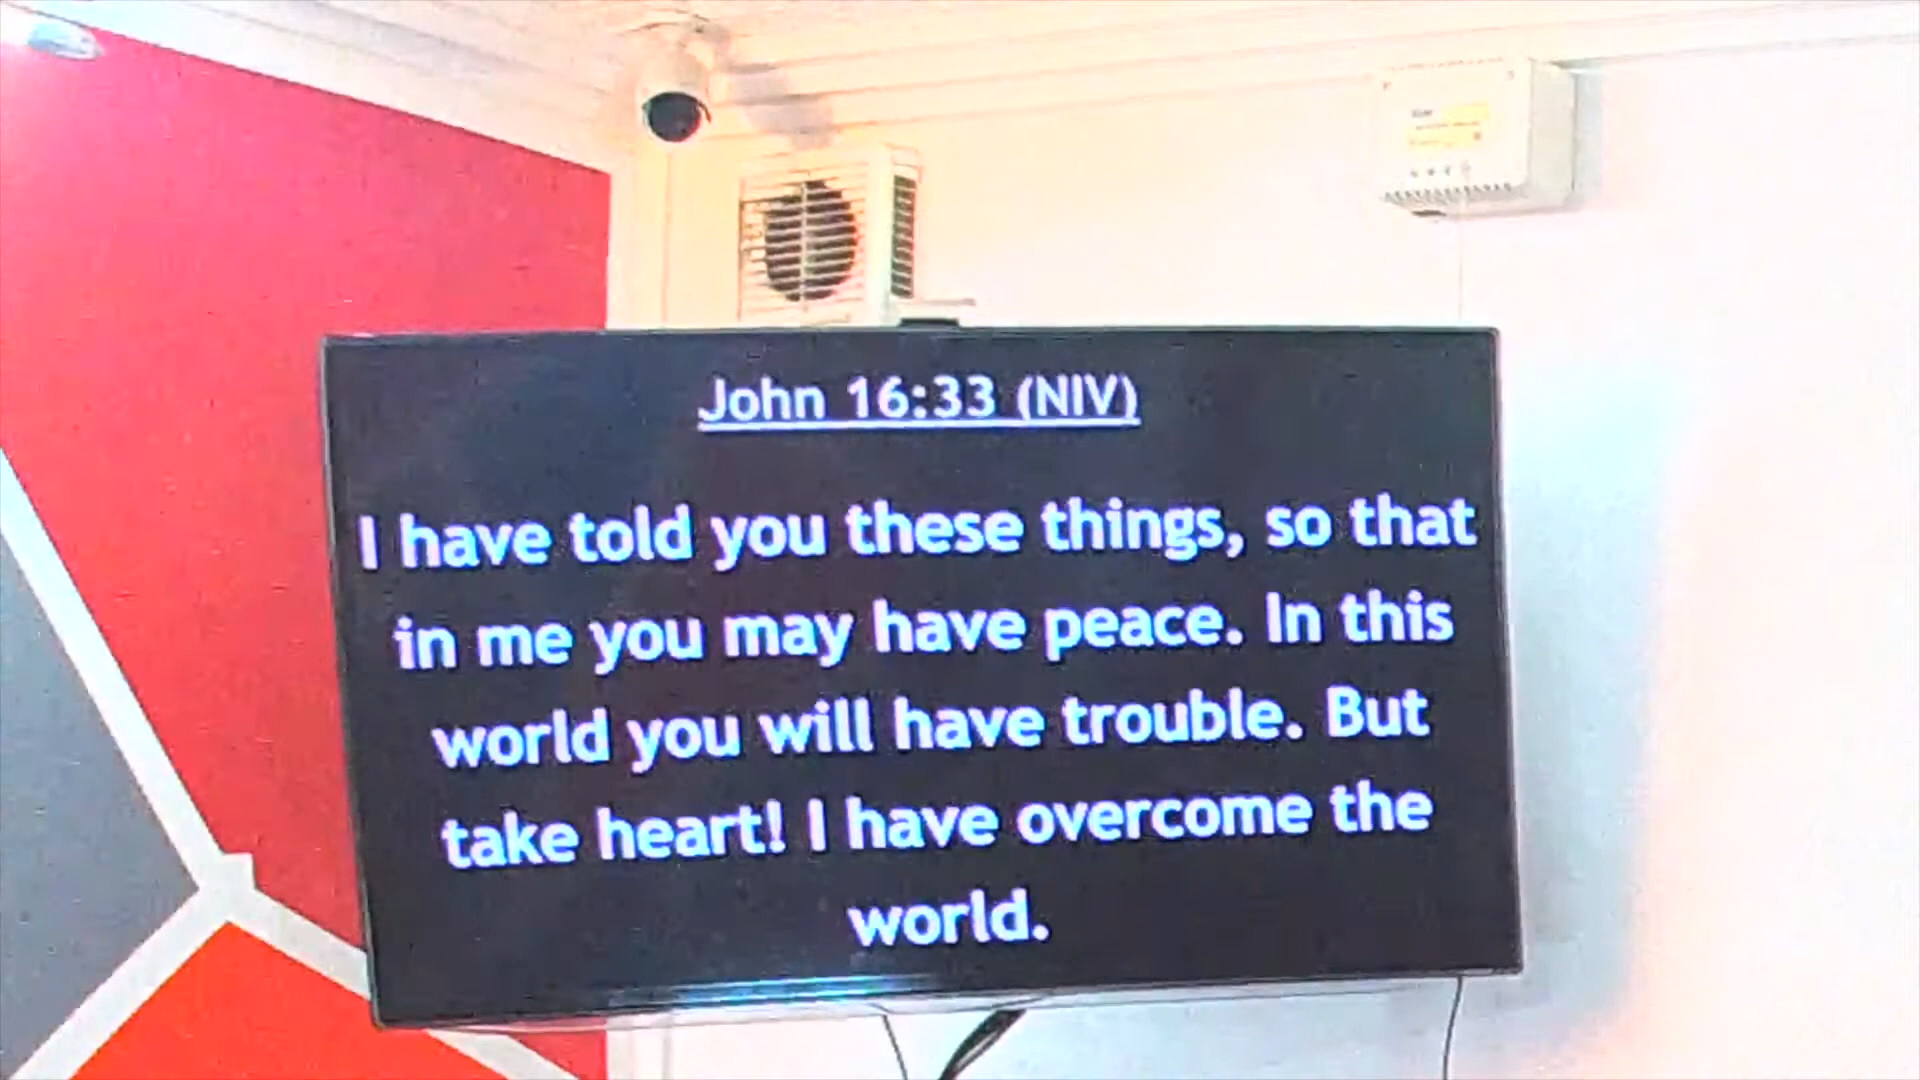 John 16:33 (NIV)
I have told you these things, so that
in me you may have peace. In this
world you will have trouble. But
take heart! I have overcome the
world.